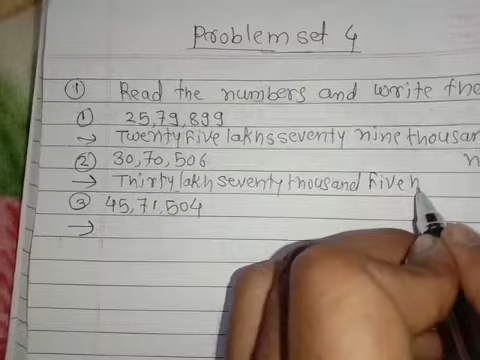 Problem set 4
① Read the numbers and write the
① 25,79,899
→ Twenty five lakhs seventy nine thousan
② 30,70,506 n
→ Thirty lakh seventy thousand five h
③ 45,71,504
→